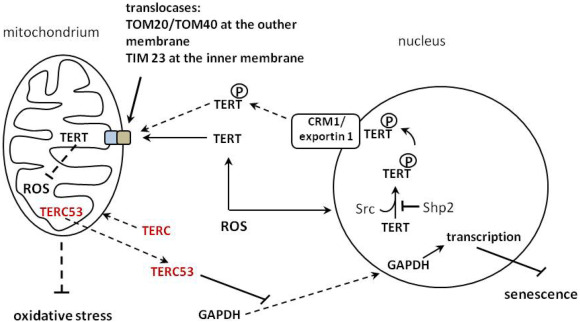 translocases:
TOM20/TOM40 at the outher
membrane
TIM 23 at the inner membrane
mitochondrium
nucleus
P
TERT
CRM1/
exportin 1
P
TERT
TERT
TERT
P
TERT
ROS
Src
Shp2
TERT
TERC53
TERC
ROS
transcription
TERC53
GAPDH
senescence
oxidative stress
GAPDH